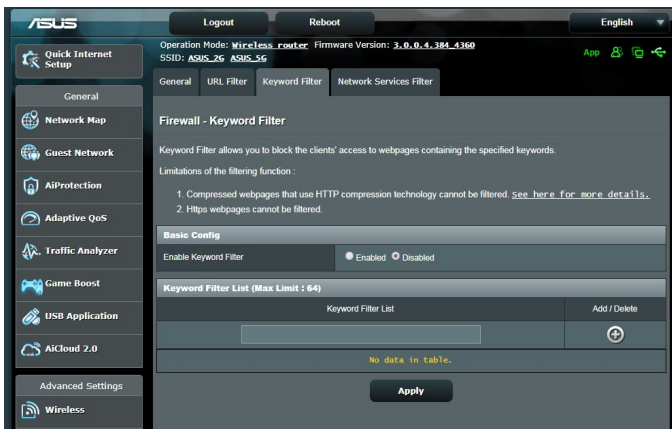 ASUS
Logout
Reboot
English
Quick Internet Setup
Operation Mode: Wireless router Firmware Version: 3.0.0.4.384_4360
SSID: ASUS_2G ASUS_5G
App
General
URL Filter
Keyword Filter
Network Services Filter
General
Network Map
Guest Network
AiProtection
Adaptive QoS
Traffic Analyzer
Game Boost
USB Application
AiCloud 2.0
Advanced Settings
Wireless
Firewall - Keyword Filter
Keyword Filter allows you to block the clients' access to webpages containing the specified keywords.
Limitations of the filtering function :
1. Compressed webpages that use HTTP compression technology cannot be filtered. See here for more details.
2. Https webpages cannot be filtered.
Basic Config
Enable Keyword Filter
Enabled Disabled
Keyword Filter List (Max Limit : 64)
Keyword Filter List
Add / Delete
No data in table.
Apply